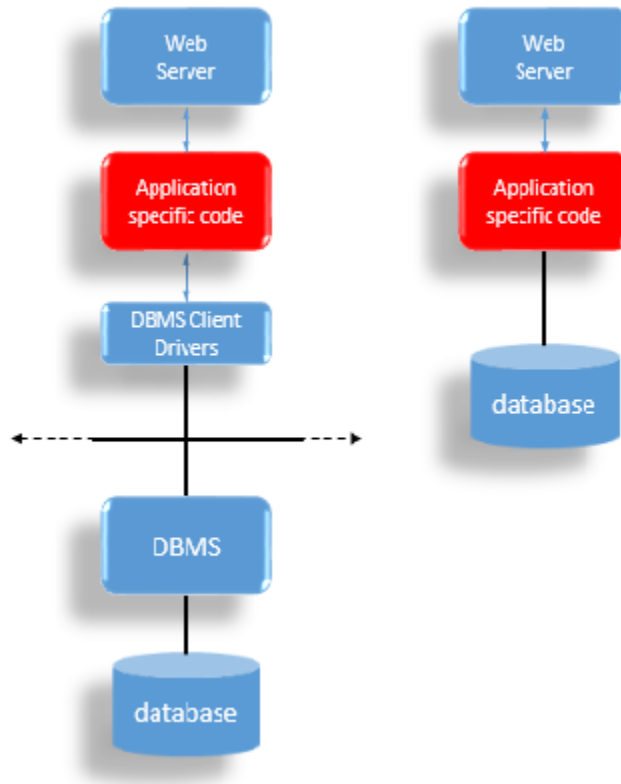 Web
Server
Application
specific code
DBMS Client
Drivers
DBMS
database
Web
Server
Application
specific code
database